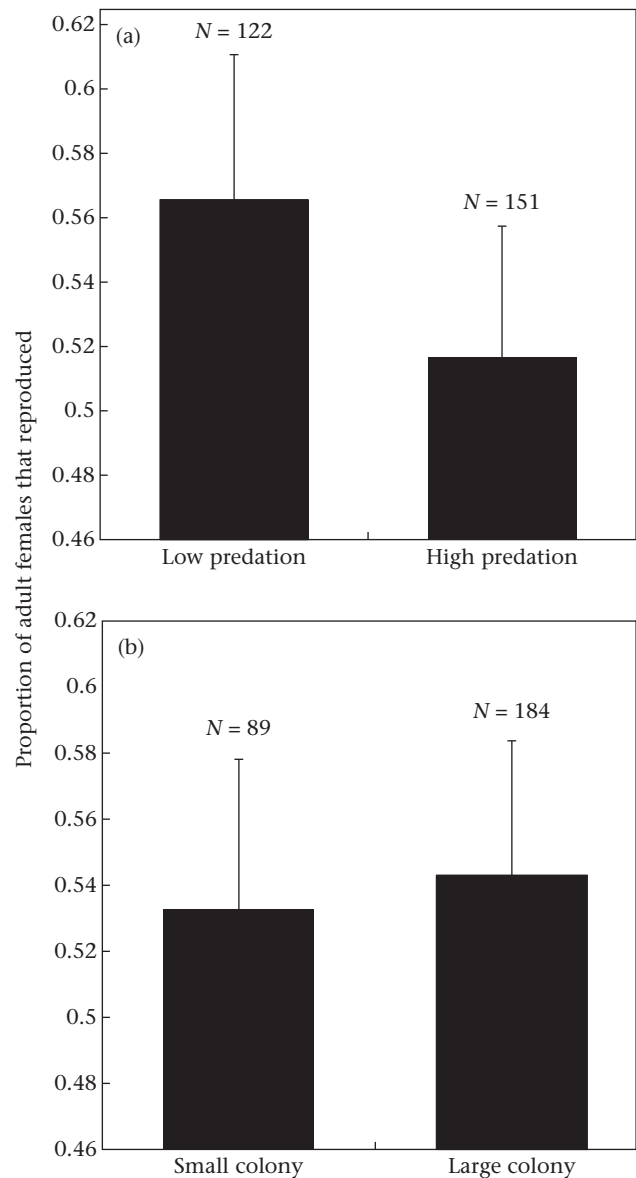 Proportion of adult females that reproduced
(a)
N = 122
N = 151
0.62
0.6
0.58
0.56
0.54
0.52
0.5
0.48
0.46
Low predation
High predation
(b)
N = 89
N = 184
0.62
0.6
0.58
0.56
0.54
0.52
0.5
0.48
0.46
Small colony
Large colony